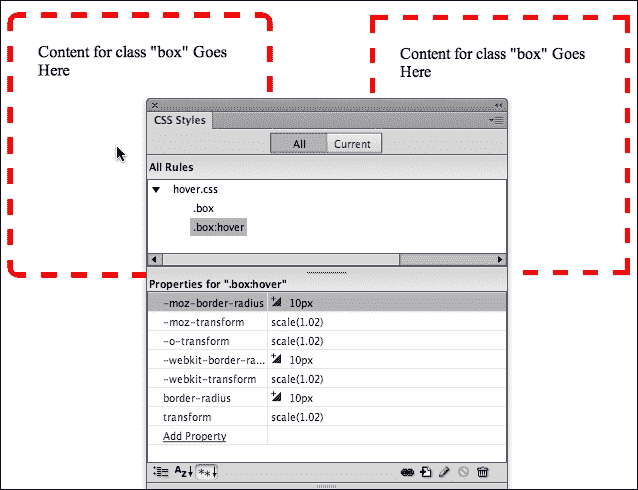 Content for class "box" Goes
Here
Content for class "box" Goes
Here
CSS Styles
All Current
All Rules
hover.css
.box
.box:hover
Properties for ".box:hover"
-moz-border-radius 10px
-moz-transform scale(1.02)
-o-transform scale(1.02)
-webkit-border-ra... 10px
-webkit-transform scale(1.02)
border-radius 10px
transform scale(1.02)
Add Property
Az↓ **↓